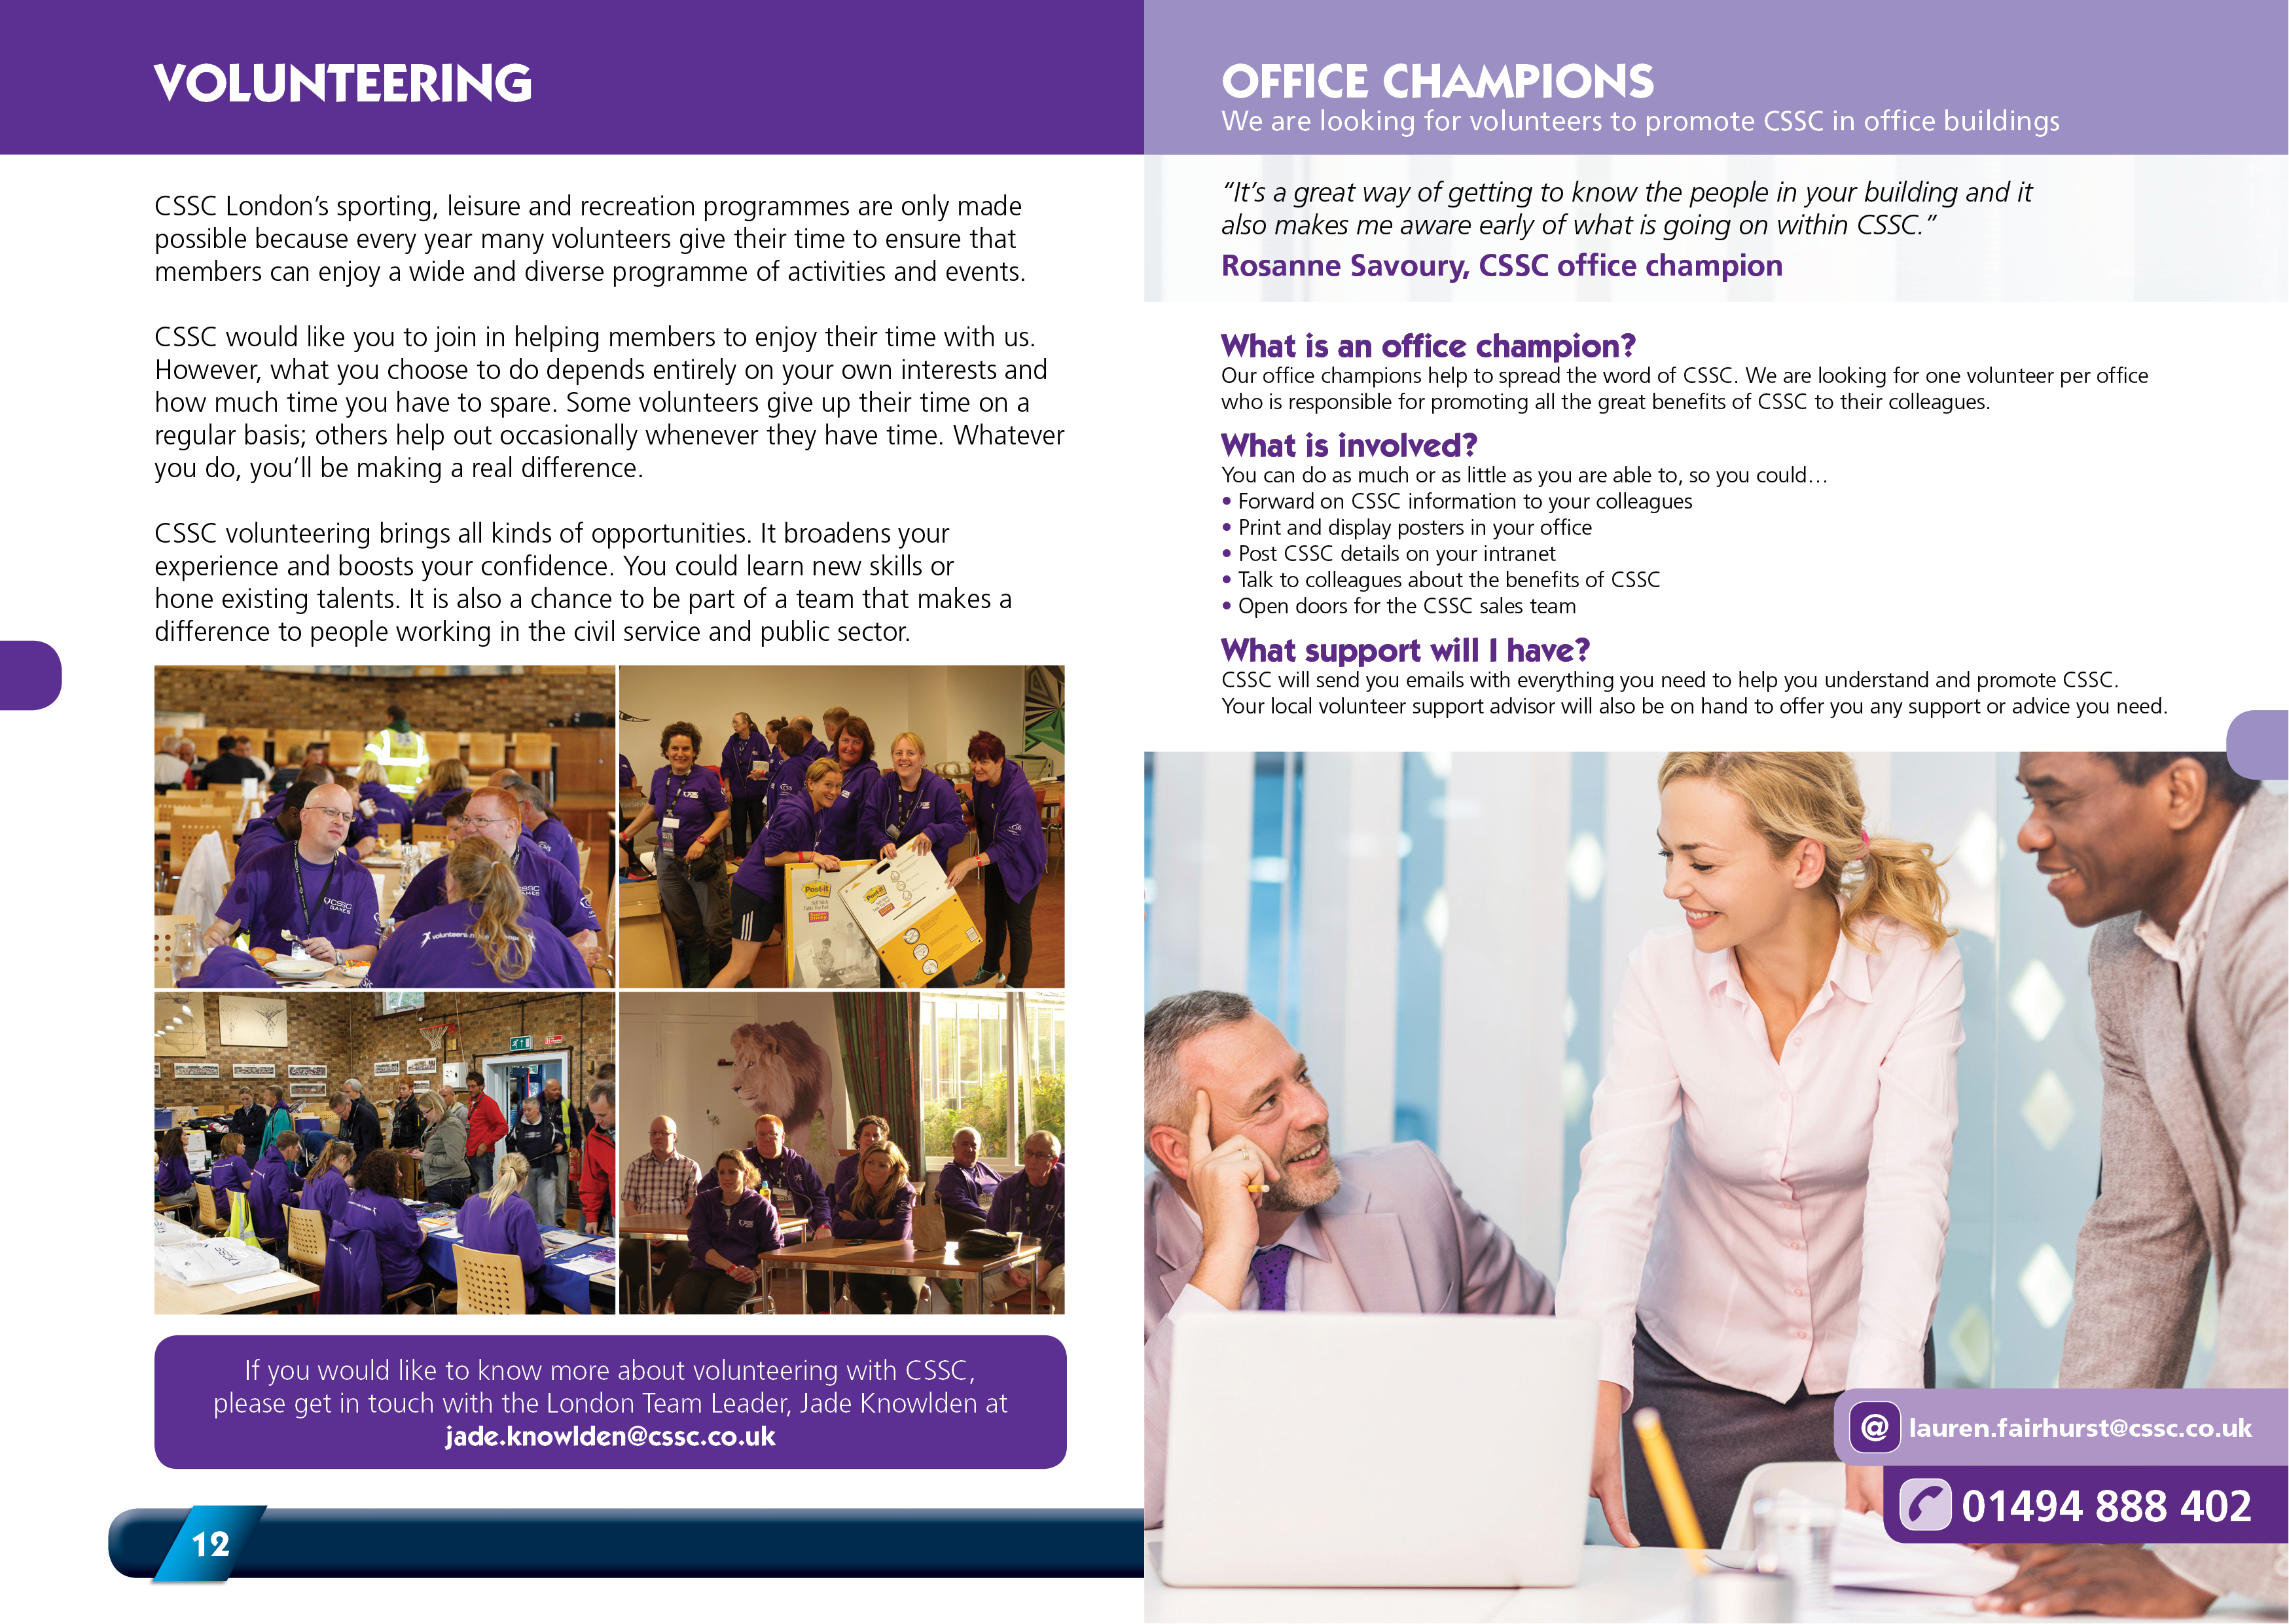 VOLUNTEERING
CSSC London’s sporting, leisure and recreation programmes are only made
possible because every year many volunteers give their time to ensure that
members can enjoy a wide and diverse programme of activities and events.
CSSC would like you to join in helping members to enjoy their time with us.
However, what you choose to do depends entirely on your own interests and
how much time you have to spare. Some volunteers give up their time on a
regular basis; others help out occasionally whenever they have time. Whatever
you do, you’ll be making a real difference.
CSSC volunteering brings all kinds of opportunities. It broadens your
experience and boosts your confidence. You could learn new skills or
hone existing talents. It is also a chance to be part of a team that makes a
difference to people working in the civil service and public sector.
CSSC
GAMES
volunteers
Post-it
Post-it
If you would like to know more about volunteering with CSSC,
please get in touch with the London Team Leader, Jade Knowlden at
jade.knowlden@cssc.co.uk
12
OFFICE CHAMPIONS
We are looking for volunteers to promote CSSC in office buildings
“It’s a great way of getting to know the people in your building and it
also makes me aware early of what is going on within CSSC.”
Rosanne Savoury, CSSC office champion
What is an office champion?
Our office champions help to spread the word of CSSC. We are looking for one volunteer per office
who is responsible for promoting all the great benefits of CSSC to their colleagues.
What is involved?
You can do as much or as little as you are able to, so you could…
• Forward on CSSC information to your colleagues
• Print and display posters in your office
• Post CSSC details on your intranet
• Talk to colleagues about the benefits of CSSC
• Open doors for the CSSC sales team
What support will I have?
CSSC will send you emails with everything you need to help you understand and promote CSSC.
Your local volunteer support advisor will also be on hand to offer you any support or advice you need.
@ lauren.fairhurst@cssc.co.uk
01494 888 402